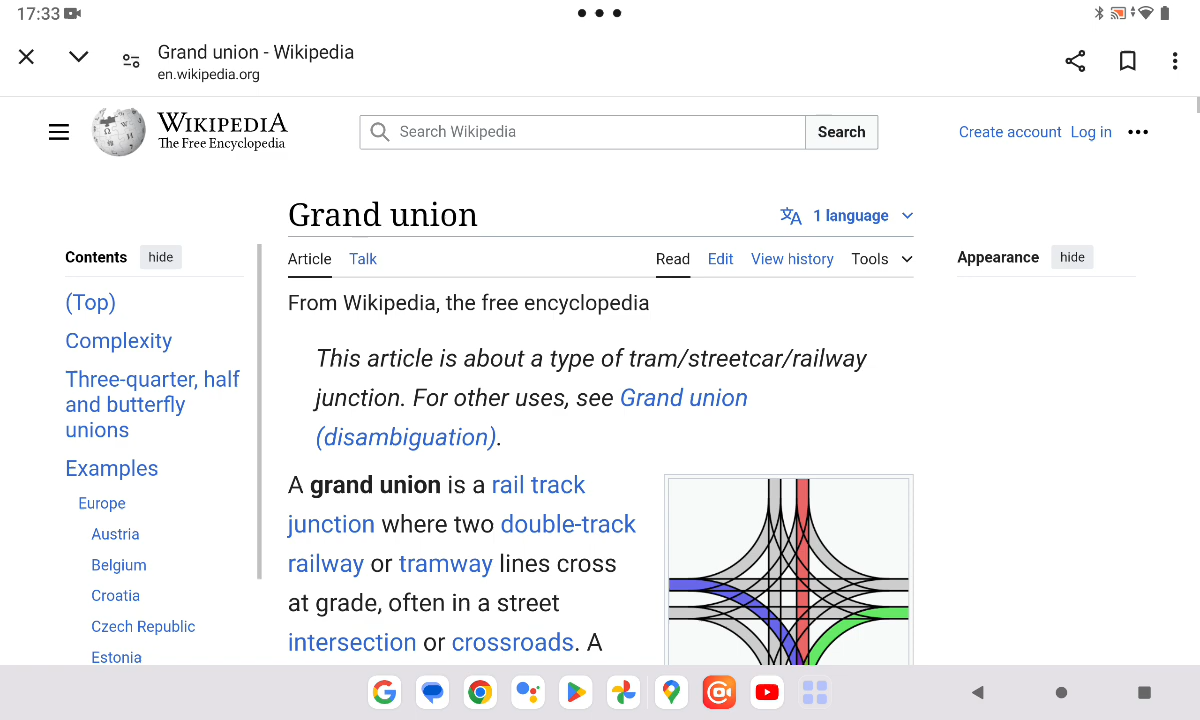 17:33
Grand union - Wikipedia
en.wikipedia.org
WIKIPEDIA
The Free Encyclopedia
Search Wikipedia
Search
Create account Log in
Grand union
1 language
Contents hide
Article Talk Read Edit View history Tools
Appearance hide
(Top)
Complexity
Three-quarter, half
and butterfly
unions
Examples
Europe
Austria
Belgium
Croatia
Czech Republic
Estonia
From Wikipedia, the free encyclopedia
This article is about a type of tram/streetcar/railway
junction. For other uses, see Grand union
(disambiguation).
A grand union is a rail track
junction where two double-track
railway or tramway lines cross
at grade, often in a street
intersection or crossroads. A